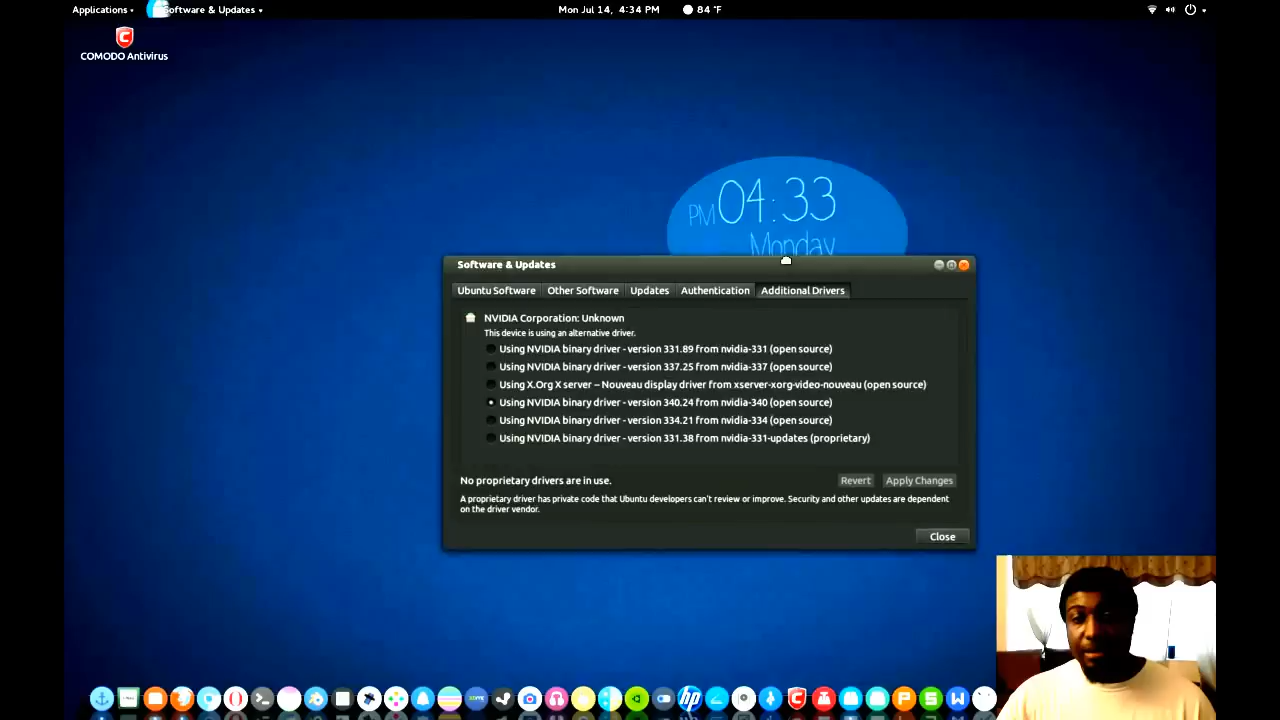 Applications
Software & Updates
Mon Jul 14, 4:34 PM
84 °F
COMODO Antivirus
PM 04:33
Monday
Software & Updates
Ubuntu Software
Other Software
Updates
Authentication
Additional Drivers
NVIDIA Corporation: Unknown
This device is using an alternative driver.
Using NVIDIA binary driver - version 331.89 from nvidia-331 (open source)
Using NVIDIA binary driver - version 337.25 from nvidia-337 (open source)
Using X.Org X server – Nouveau display driver from xserver-xorg-video-nouveau (open source)
Using NVIDIA binary driver - version 340.24 from nvidia-340 (open source)
Using NVIDIA binary driver - version 334.21 from nvidia-334 (open source)
Using NVIDIA binary driver - version 331.38 from nvidia-331-updates (proprietary)
No proprietary drivers are in use.
Revert
Apply Changes
A proprietary driver has private code that Ubuntu developers can't review or improve. Security and other updates are dependent
on the driver vendor.
Close
hp